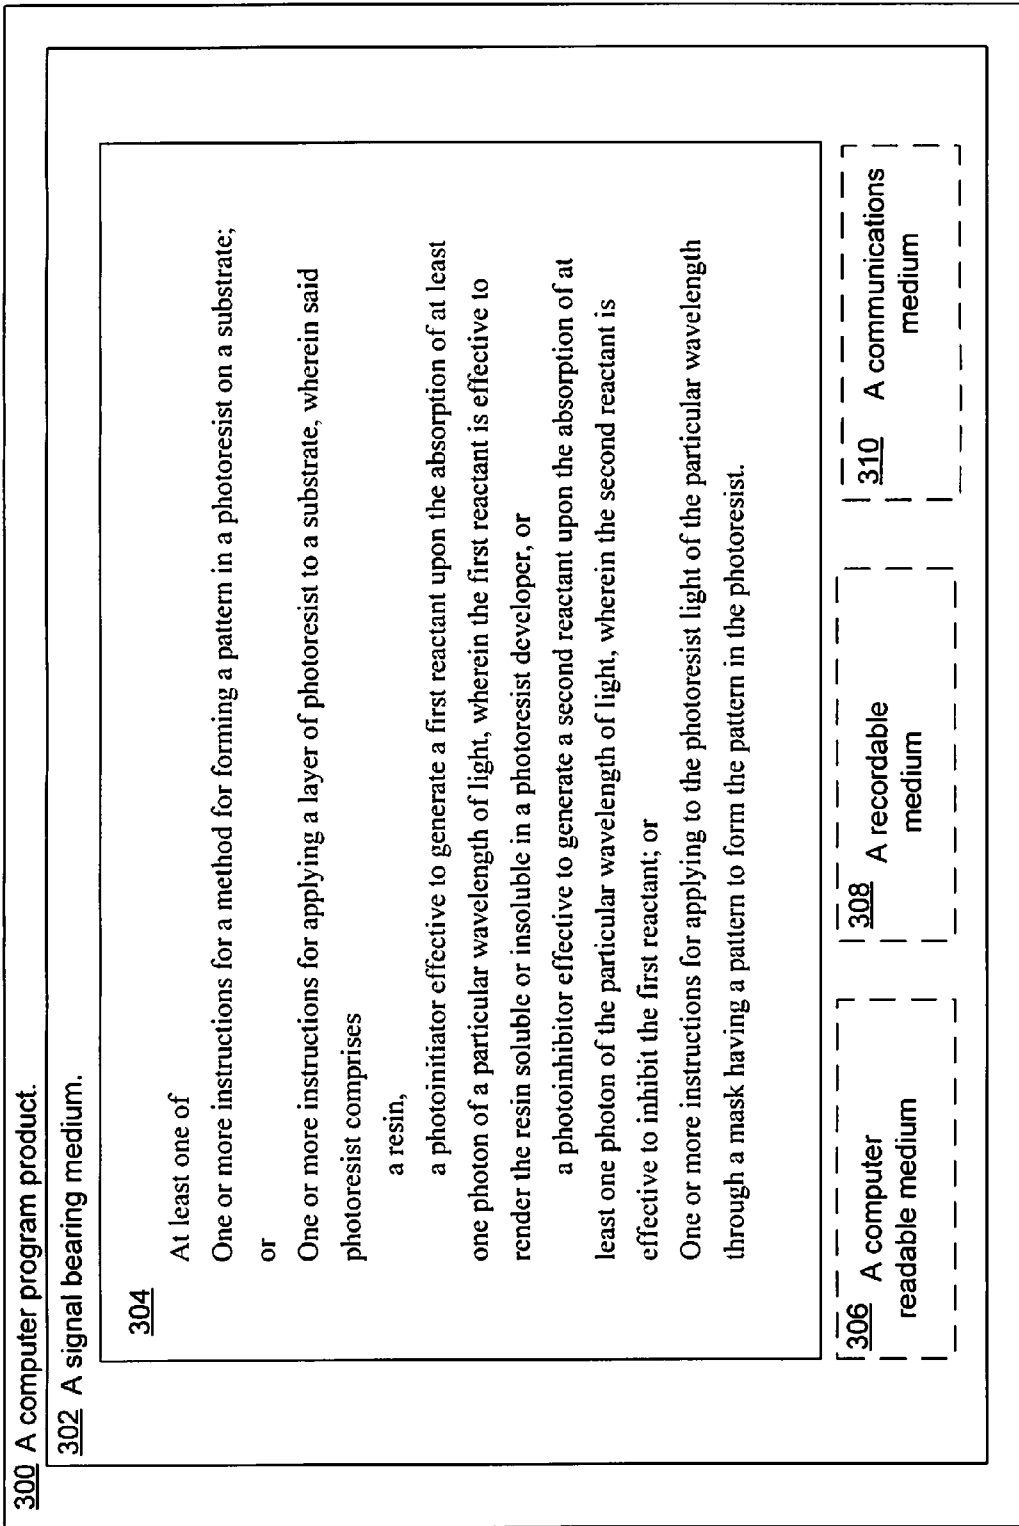 300 A computer program product.
302 A signal bearing medium.
304
At least one of
One or more instructions for a method for forming a pattern in a photoresist on a substrate;
or
One or more instructions for applying a layer of photoresist to a substrate, wherein said
photoresist comprises
a resin,
a photoinitiator effective to generate a first reactant upon the absorption of at least
one photon of a particular wavelength of light, wherein the first reactant is effective to
render the resin soluble or insoluble in a photoresist developer, or
a photoinhibitor effective to generate a second reactant upon the absorption of at
least one photon of the particular wavelength of light, wherein the second reactant is
effective to inhibit the first reactant; or
One or more instructions for applying to the photoresist light of the particular wavelength
through a mask having a pattern to form the pattern in the photoresist.
306 A computer
readable medium
308 A recordable
medium
310 A communications
medium